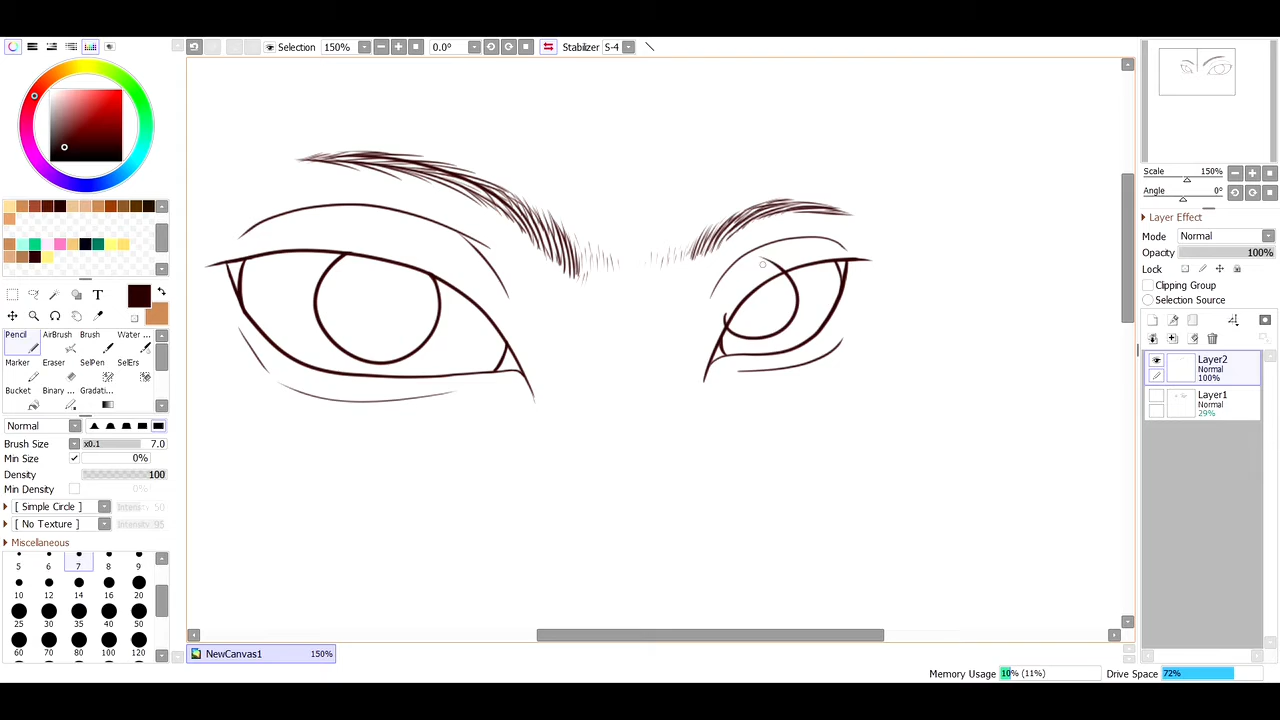 Selection 150% 0.0° Stabilizer S-4
T
Pencil AirBrush Brush Water ...
Marker Eraser SelPen SelErs
Bucket Binary ... Gradati...
Normal
Brush Size x0.1 7.0
Min Size 0%
Density 100
Min Density 0%
[ Simple Circle ] Intensity 50
[ No Texture ] Intensity 95
Miscellaneous
5 6 7 8 9
10 12 14 16 20
25 30 35 40 50
60 70 80 100 120
NewCanvas1 150%
Scale 150%
Angle 0°
Layer Effect
Mode Normal
Opacity 100%
Lock
Clipping Group
Selection Source
Layer2
Normal
100%
Layer1
Normal
29%
Memory Usage 10% (11%) Drive Space 72%